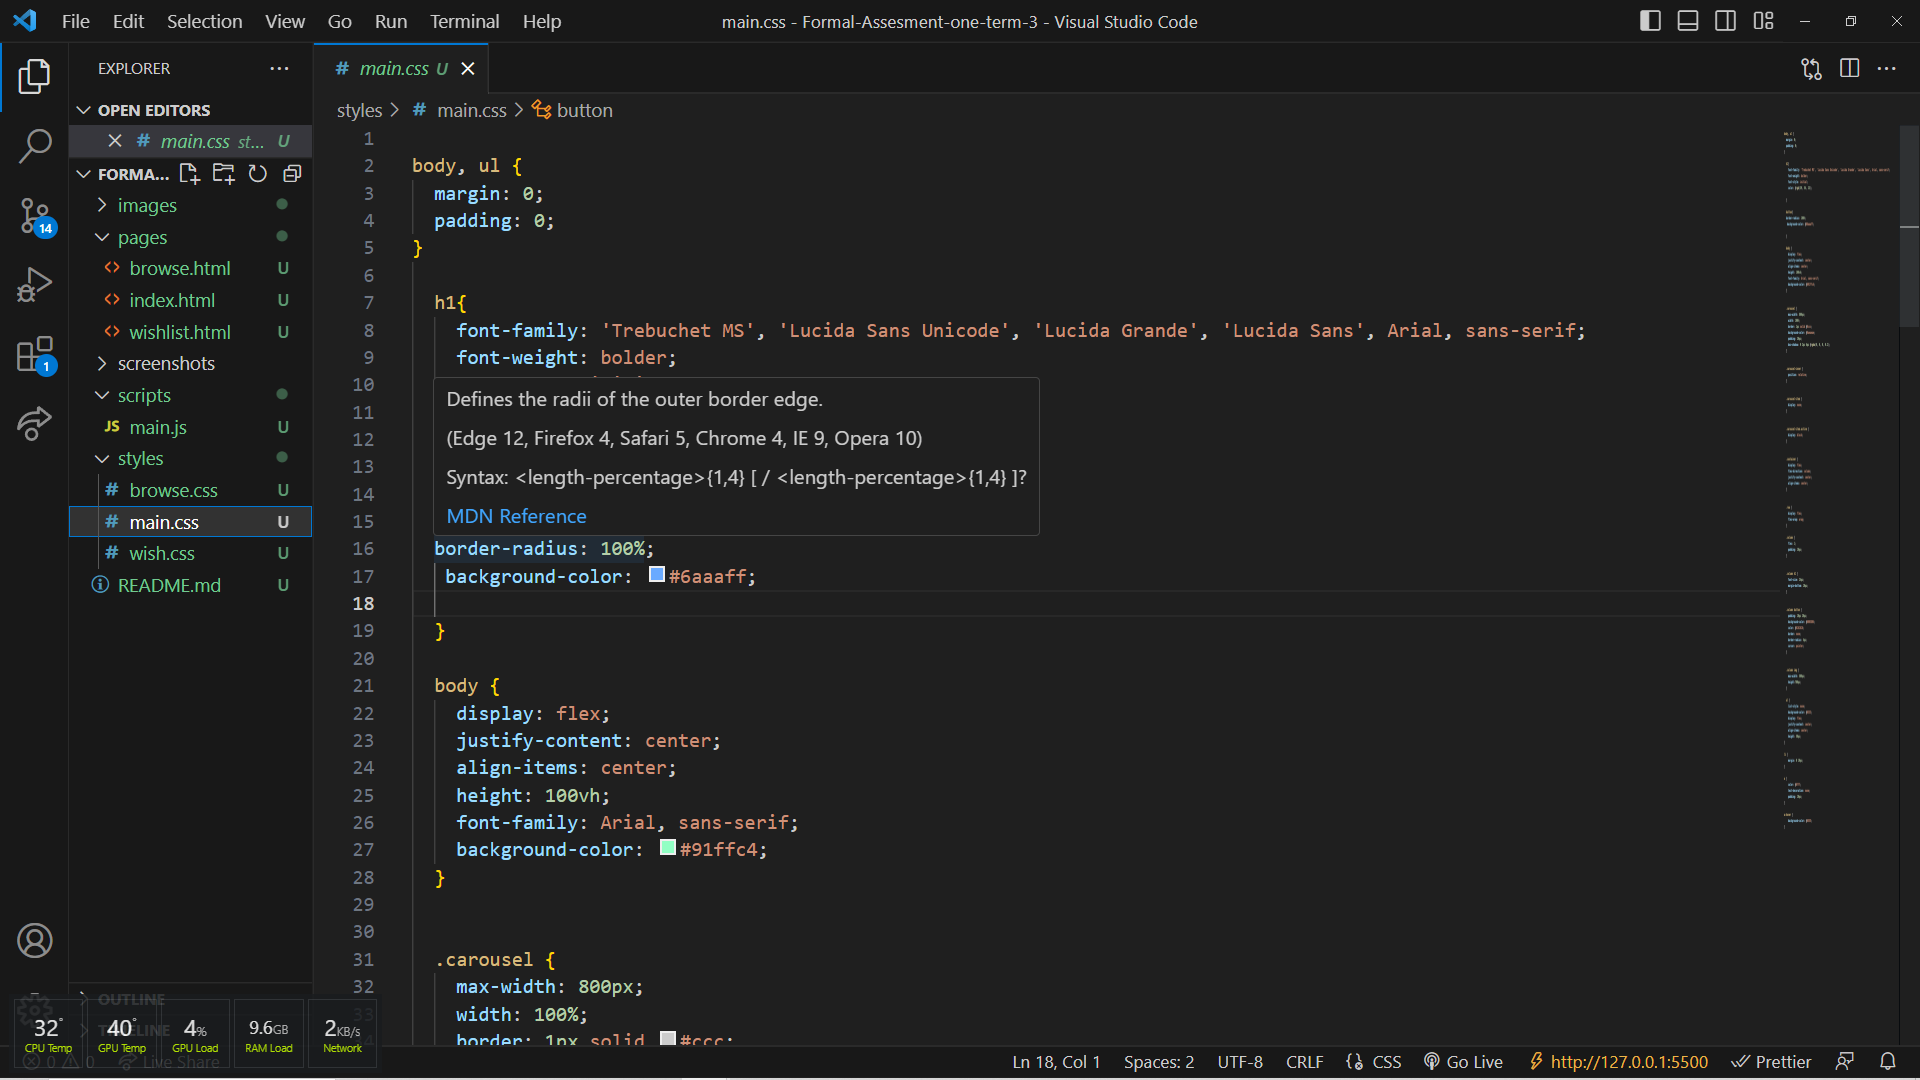 File Edit Selection View Go Run Terminal Help
main.css - Formal-Assesment-one-term-3 - Visual Studio Code
EXPLORER
OPEN EDITORS
# main.css st... U
FORMA...
images
pages
<> browse.html U
<> index.html U
<> wishlist.html U
screenshots
scripts
JS main.js U
styles
# browse.css U
# main.css U
# wish.css U
README.md U
OUTLINE
TIMELINE
14
1
# main.css U
styles > # main.css > button
1
2 body, ul {
3 margin: 0;
4 padding: 0;
5 }
6
7 h1{
8 font-family: 'Trebuchet MS', 'Lucida Sans Unicode', 'Lucida Grande', 'Lucida Sans', Arial, sans-serif;
9 font-weight: bolder;
10
11
12
13
14
15
Defines the radii of the outer border edge.
(Edge 12, Firefox 4, Safari 5, Chrome 4, IE 9, Opera 10)
Syntax: <length-percentage>{1,4} [ / <length-percentage>{1,4} ]?
MDN Reference
16 border-radius: 100%;
17 background-color: #6aaaff;
18
19 }
20
21 body {
22 display: flex;
23 justify-content: center;
24 align-items: center;
25 height: 100vh;
26 font-family: Arial, sans-serif;
27 background-color: #91ffc4;
28 }
29
30
31 .carousel {
32 max-width: 800px;
33 width: 100%;
34 border: 1px solid #ccc;
32° CPU Temp
40° GPU Temp
4% GPU Load
9.6GB RAM Load
2KB/s Network
0 0 Live Share
Ln 18, Col 1 Spaces: 2 UTF-8 CRLF {} CSS Go Live http://127.0.0.1:5500 Prettier